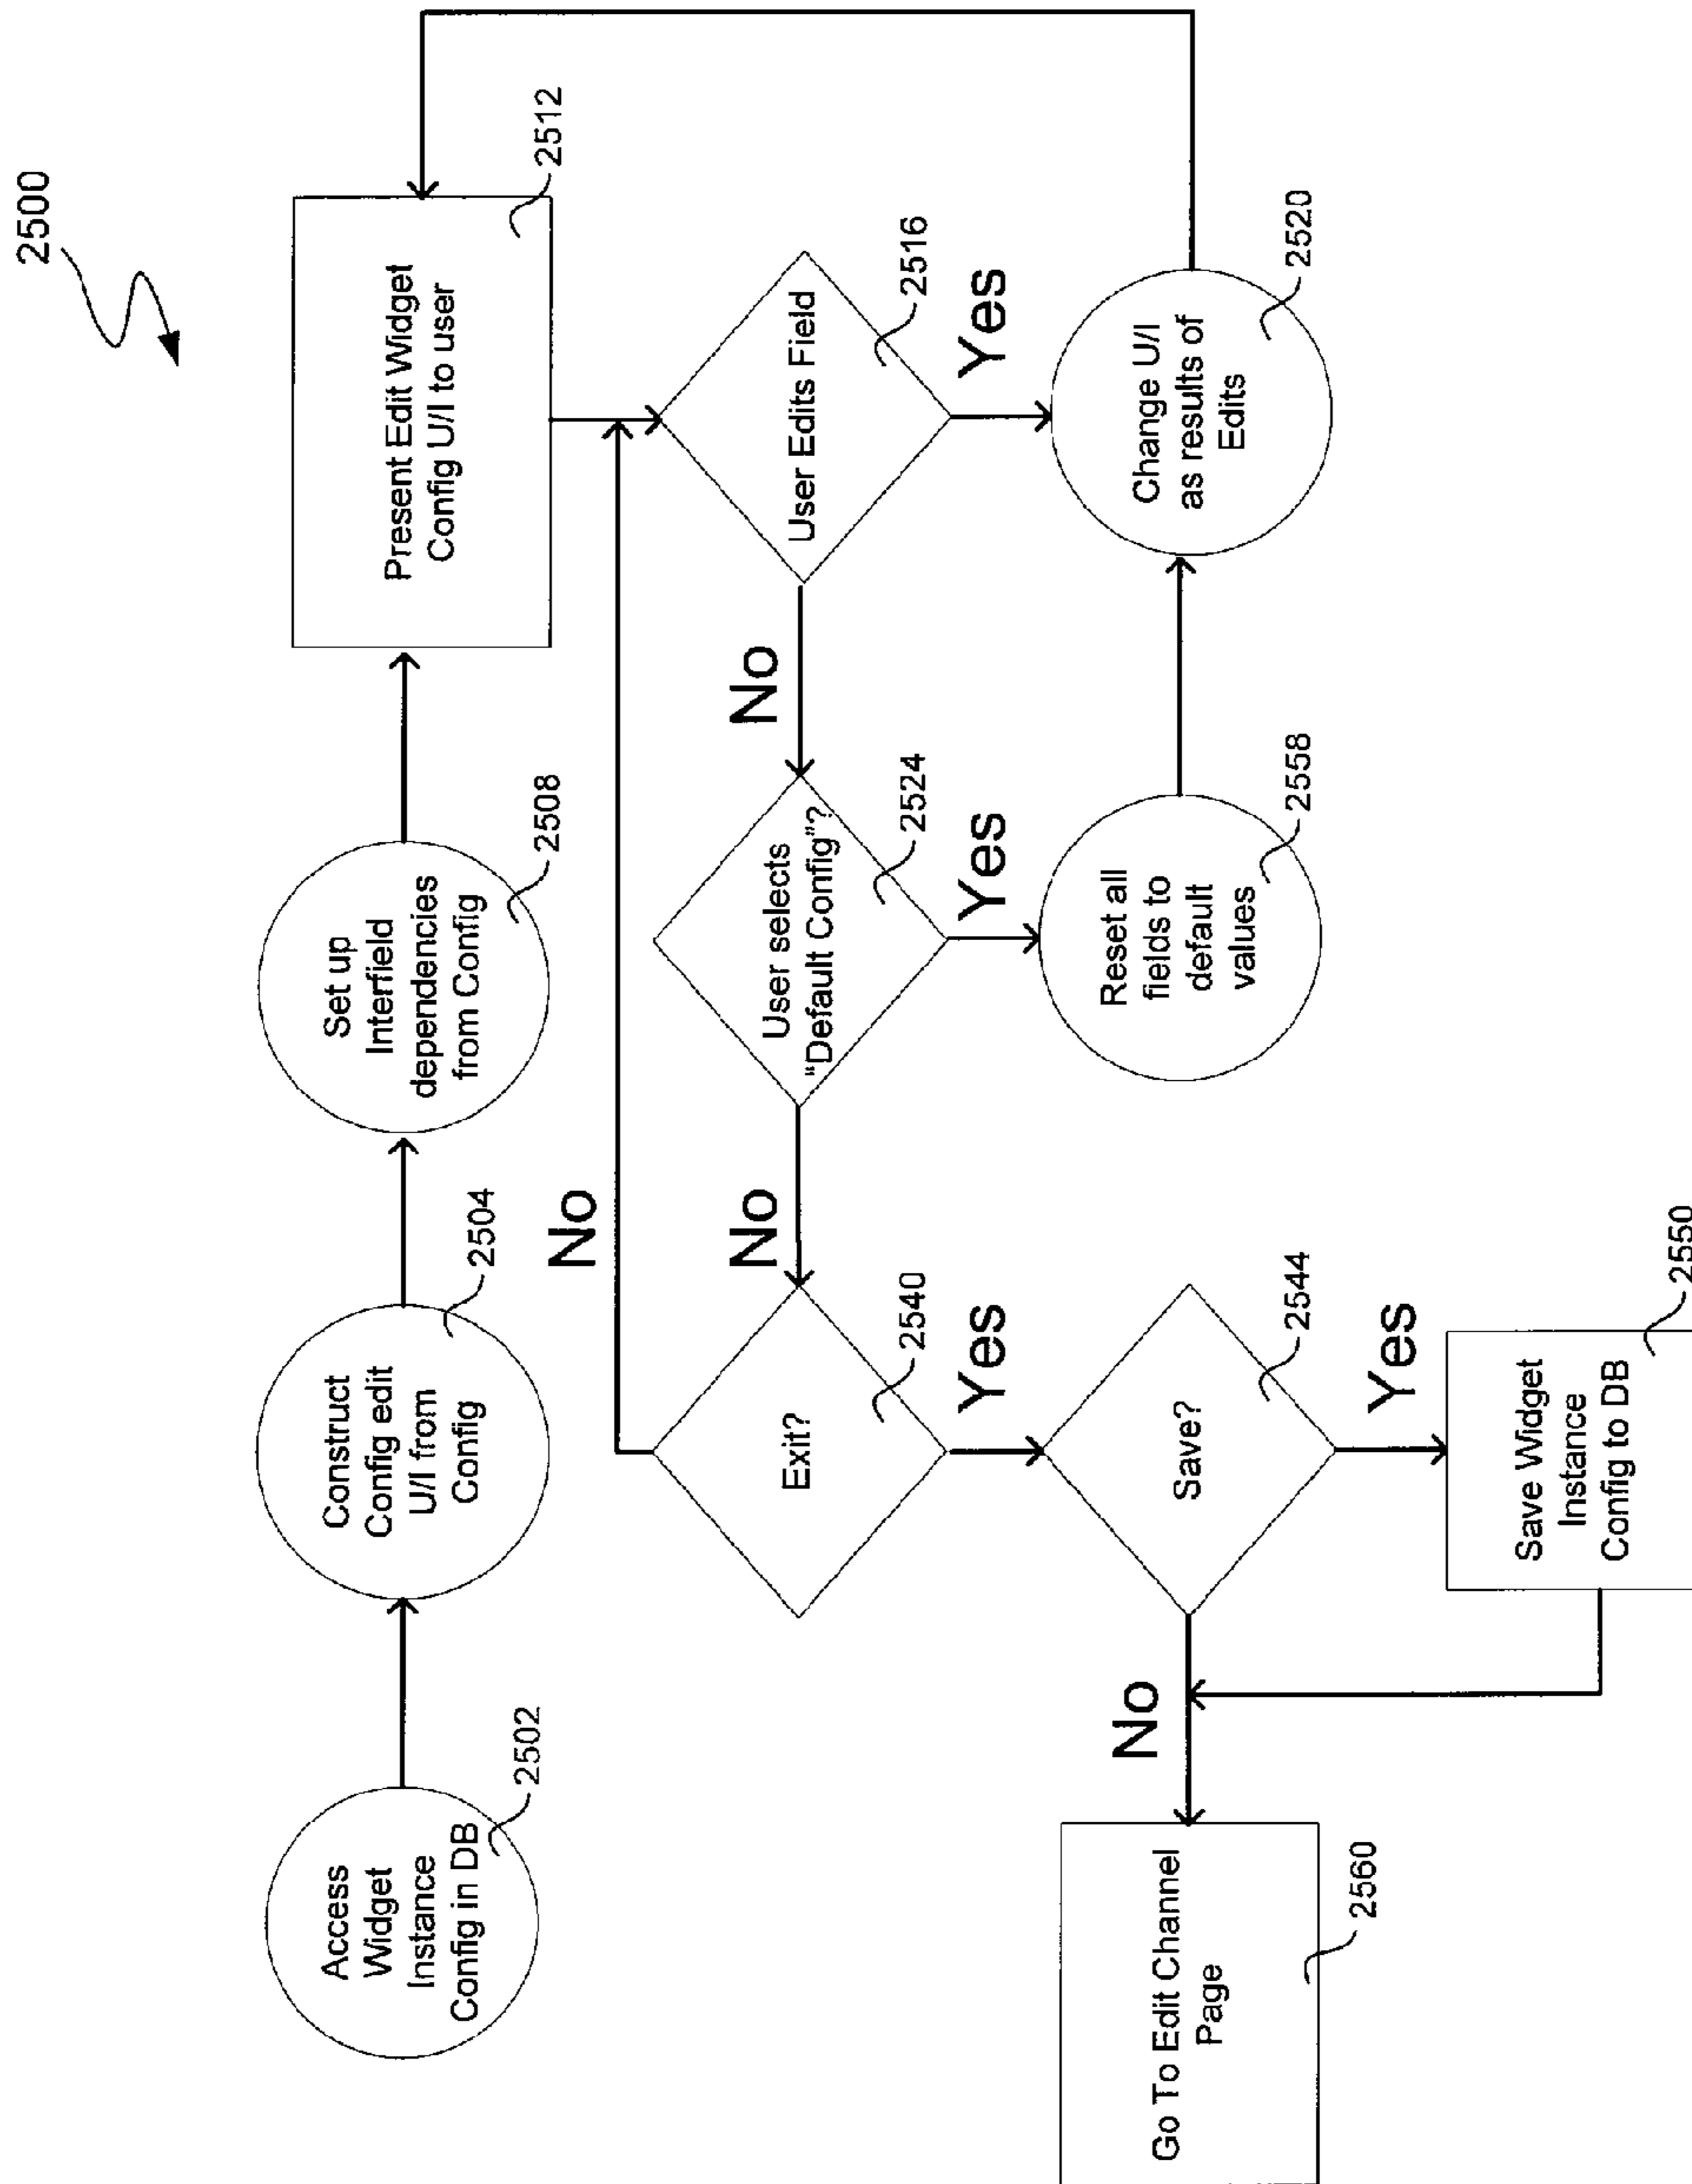 2500
Access
Widget
Instance
Config in DB
2502
Construct
Config edit
U/I from
Config
2504
Set up
Interfield
dependencies
from Config
2508
Present Edit Widget
Config U/I to user
2512
No
Exit?
2540
No
User selects
"Default Config"?
2524
No
User Edits Field
2516
Yes
Yes
Yes
Save?
2544
Reset all
fields to
default
values
2558
Change U/I
as results of
Edits
2520
No
Yes
Go To Edit Channel
Page
2560
Save Widget
Instance
Config to DB
2550